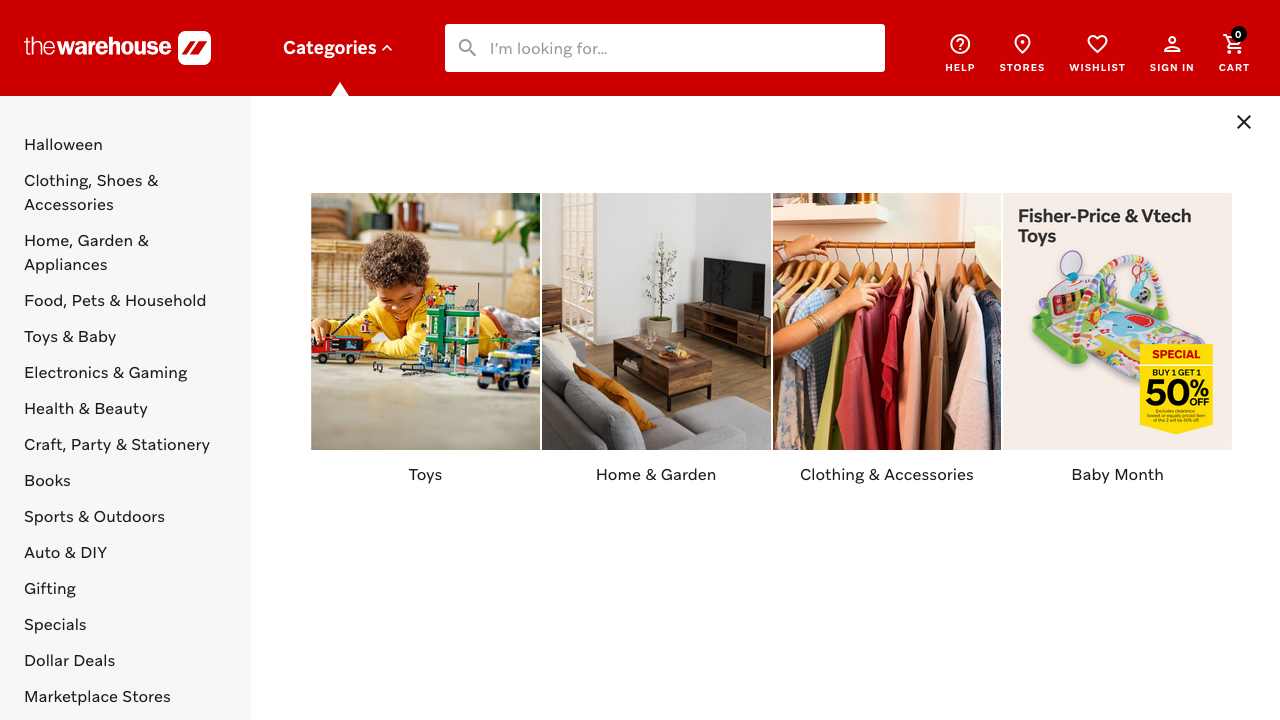 thewarehouse
Categories
I'm looking for...
HELP
STORES
WISHLIST
SIGN IN
0
CART
Halloween
Clothing, Shoes &
Accessories
Home, Garden &
Appliances
Food, Pets & Household
Toys & Baby
Electronics & Gaming
Health & Beauty
Craft, Party & Stationery
Books
Sports & Outdoors
Auto & DIY
Gifting
Specials
Dollar Deals
Marketplace Stores
Fisher-Price & Vtech
Toys
SPECIAL
BUY 1 GET 1
50% OFF
Excludes clearance;
lowest or equally priced item
of the 2 will be 50% off.
Toys
Home & Garden
Clothing & Accessories
Baby Month